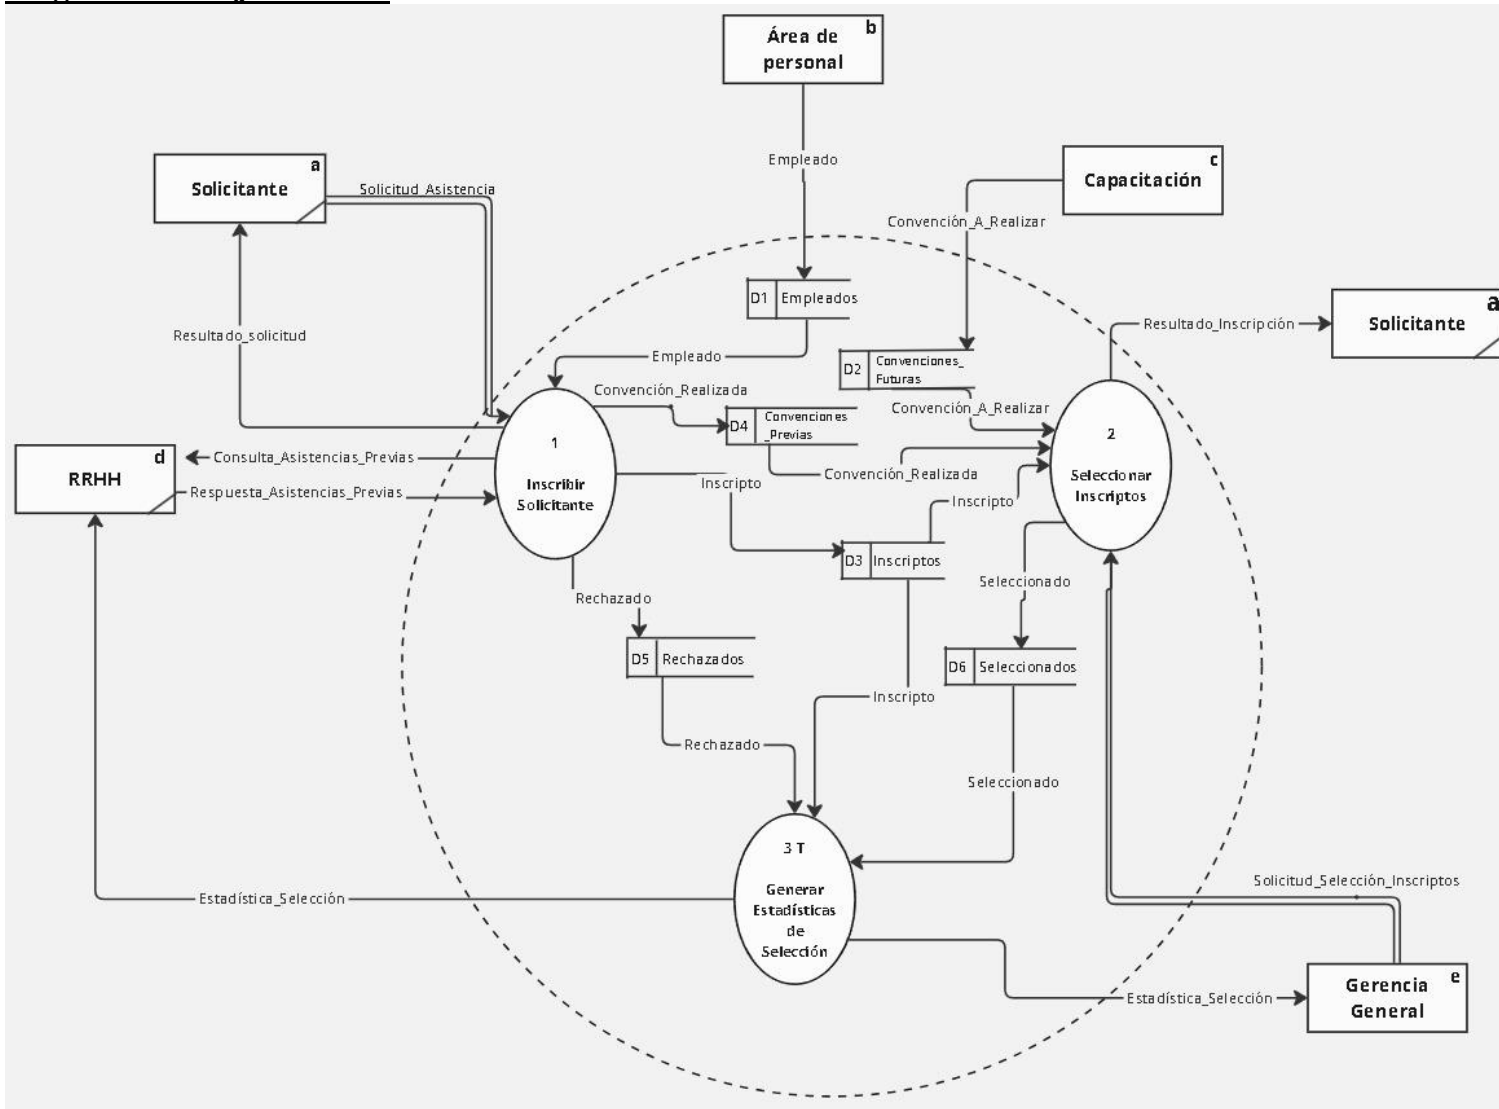 b
Área de
personal
Empleado
a
Solicitante
Solicitud_Asistencia
c
Capacitación
Convención_A_Realizar
D1 Empleados
a
Solicitante
Resultado_Inscripción
Resultado_solicitud
Empleado
D2 Convenciones_
Futuras
Convención_Realizada
Convención_A_Realizar
D4 Convenciones
_Previas
1
Inscribir
Solicitante
2
Seleccionar
Inscriptos
d
RRHH
Consulta_Asistencias_Previas
Respuesta_Asistencias_Previas
Convención_Realizada
Inscripto
Inscripto
D3 Inscriptos
Seleccionado
Rechazado
D5 Rechazados
D6 Seleccionados
Inscripto
Rechazado
Seleccionado
3 T
Generar
Estadísticas
de
Selección
Estadística_Selección
Solicitud_Selección_Inscriptos
Estadística_Selección
e
Gerencia
General